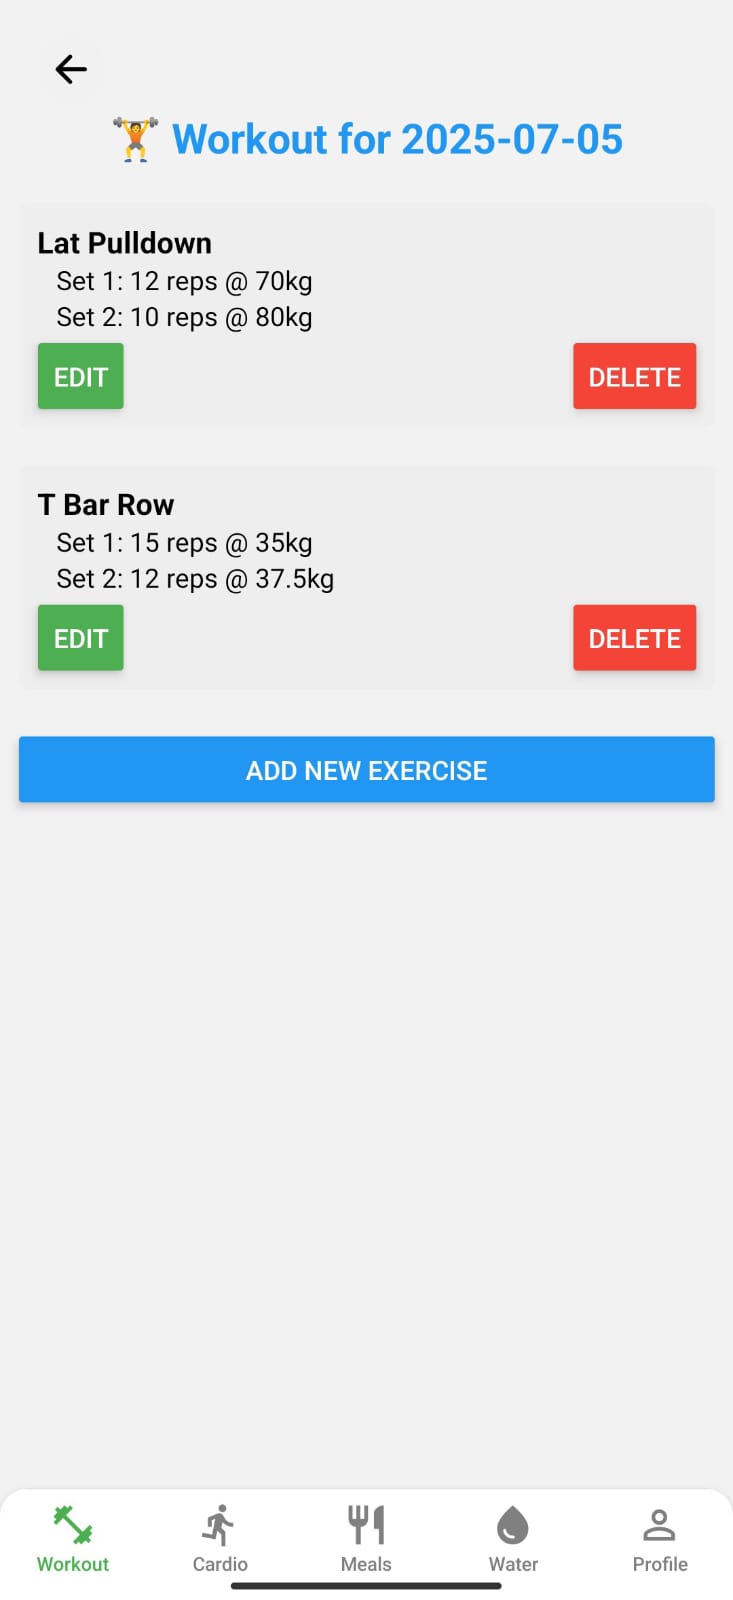 Workout for 2025-07-05
Lat Pulldown
Set 1: 12 reps @ 70kg
Set 2: 10 reps @ 80kg
EDIT DELETE
T Bar Row
Set 1: 15 reps @ 35kg
Set 2: 12 reps @ 37.5kg
EDIT DELETE
ADD NEW EXERCISE
Workout Cardio Meals Water Profile